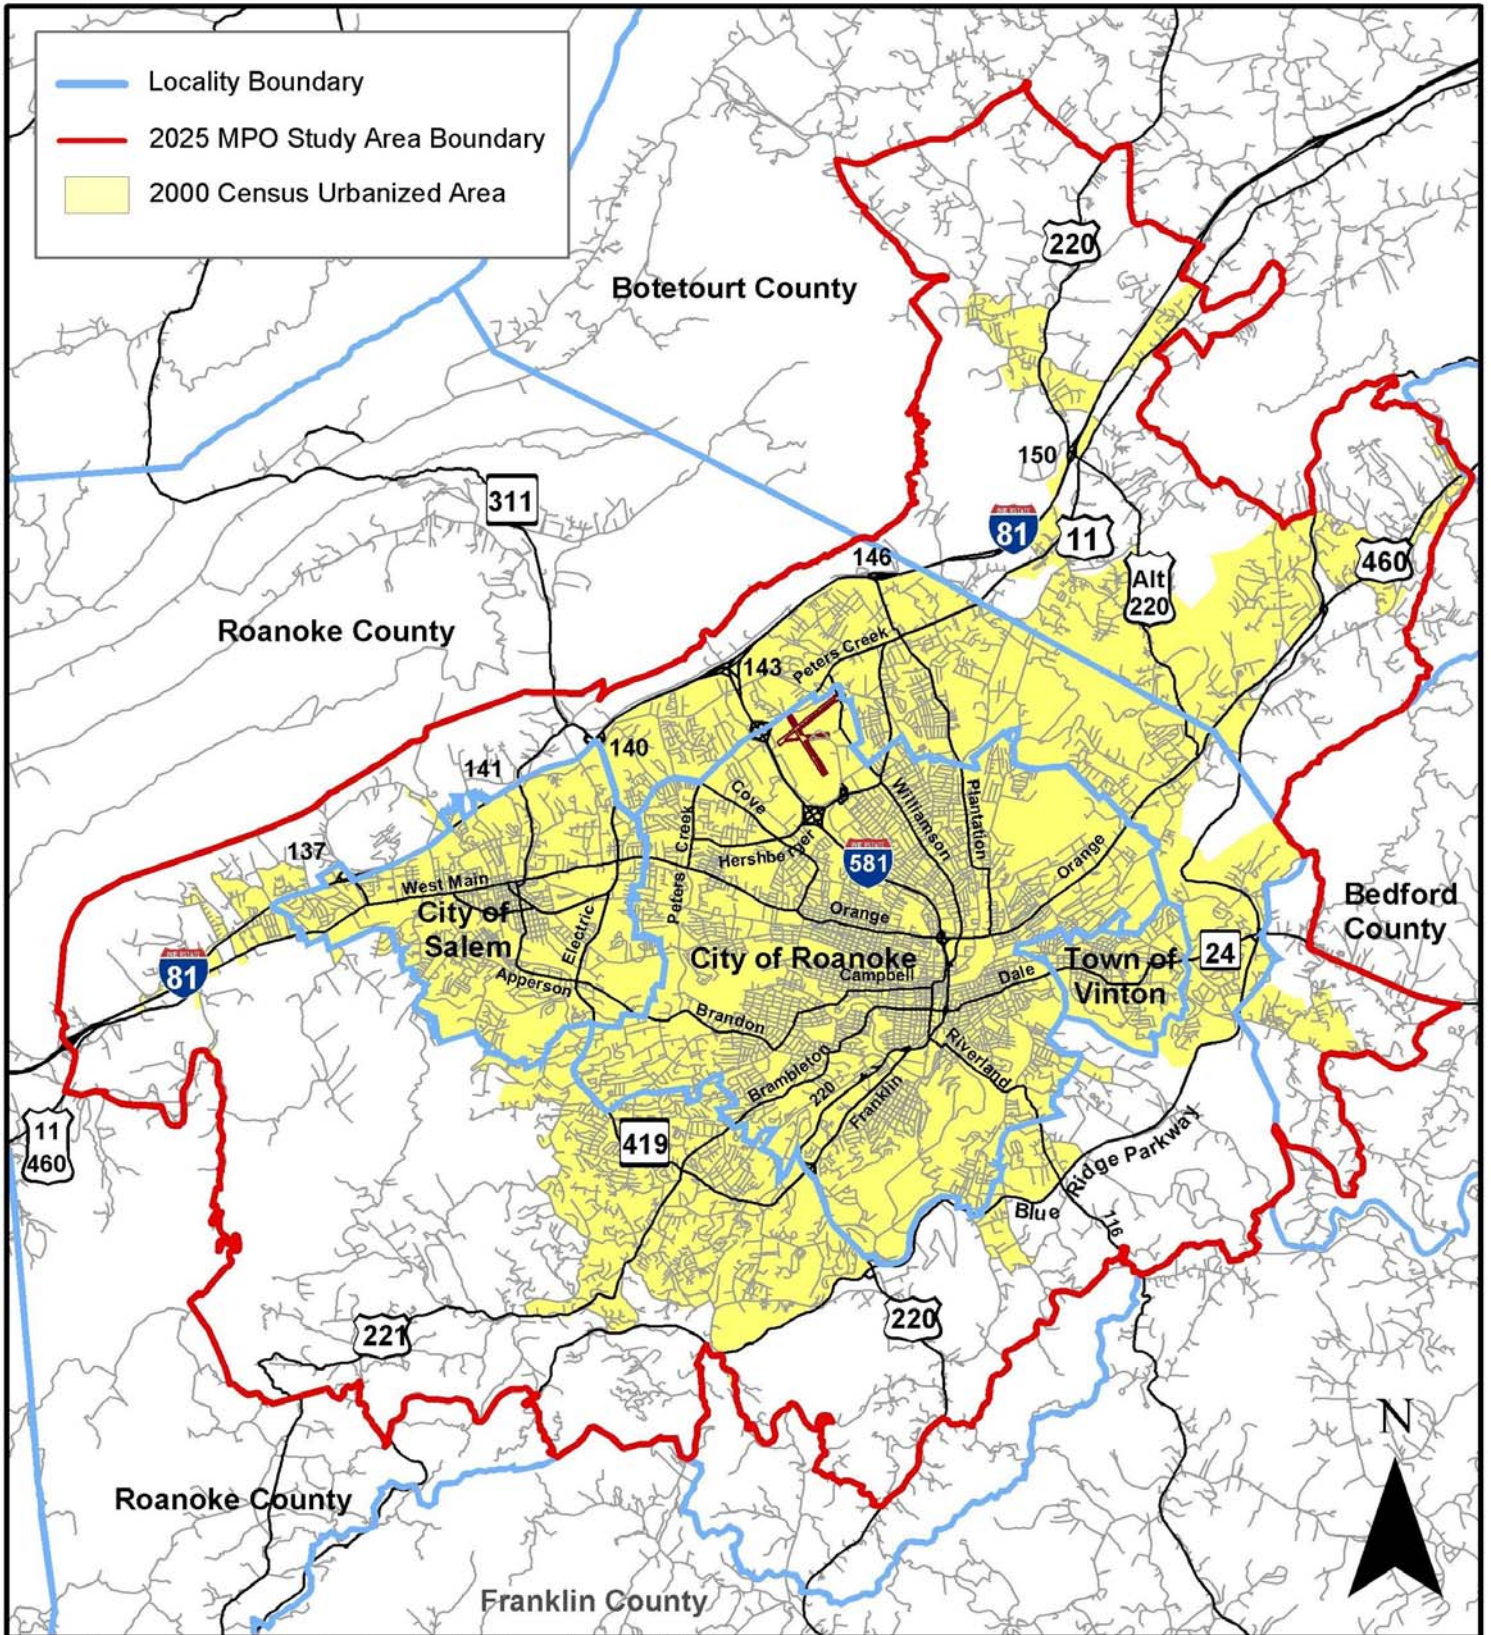 Locality Boundary
2025 MPO Study Area Boundary
2000 Census Urbanized Area
220
Botetourt County
150
311
INTERSTATE
81
11
460
146
Alt
220
Roanoke County
143
Peters Creek
140
141
Cove
Williamson
Plantation
137
Peters Creek
Hershberger
INTERSTATE
581
Orange
West Main
City of
Salem
Electric
Orange
Bedford
County
City of Roanoke
Campbell
Town of
Vinton
24
INTERSTATE
81
Apperson
Dale
Brandon
Riverland
Brambleton
220
Franklin
11
460
419
Blue Ridge Parkway
116
221
220
N
Roanoke County
Franklin County